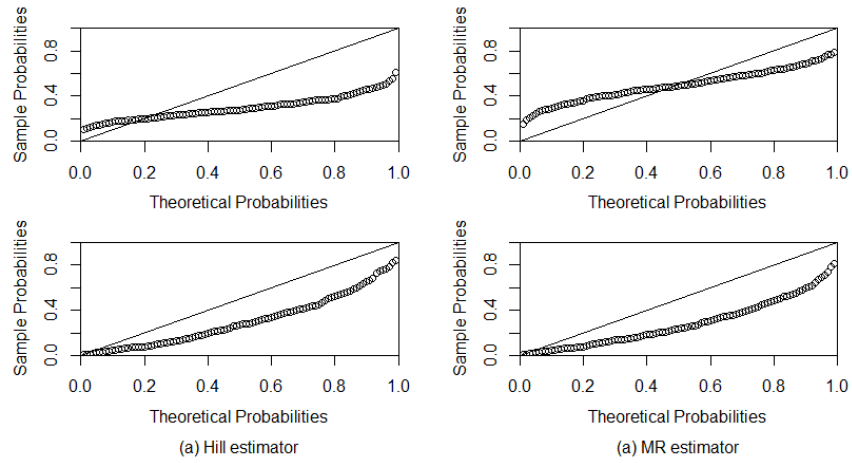 Sample Probabilities
0.0 0.4 0.8
0.0 0.2 0.4 0.6 0.8 1.0
Theoretical Probabilities
Sample Probabilities
0.0 0.4 0.8
0.0 0.2 0.4 0.6 0.8 1.0
Theoretical Probabilities
Sample Probabilities
0.0 0.4 0.8
0.0 0.2 0.4 0.6 0.8 1.0
Theoretical Probabilities
(a) Hill estimator
Sample Probabilities
0.0 0.4 0.8
0.0 0.2 0.4 0.6 0.8 1.0
Theoretical Probabilities
(a) MR estimator